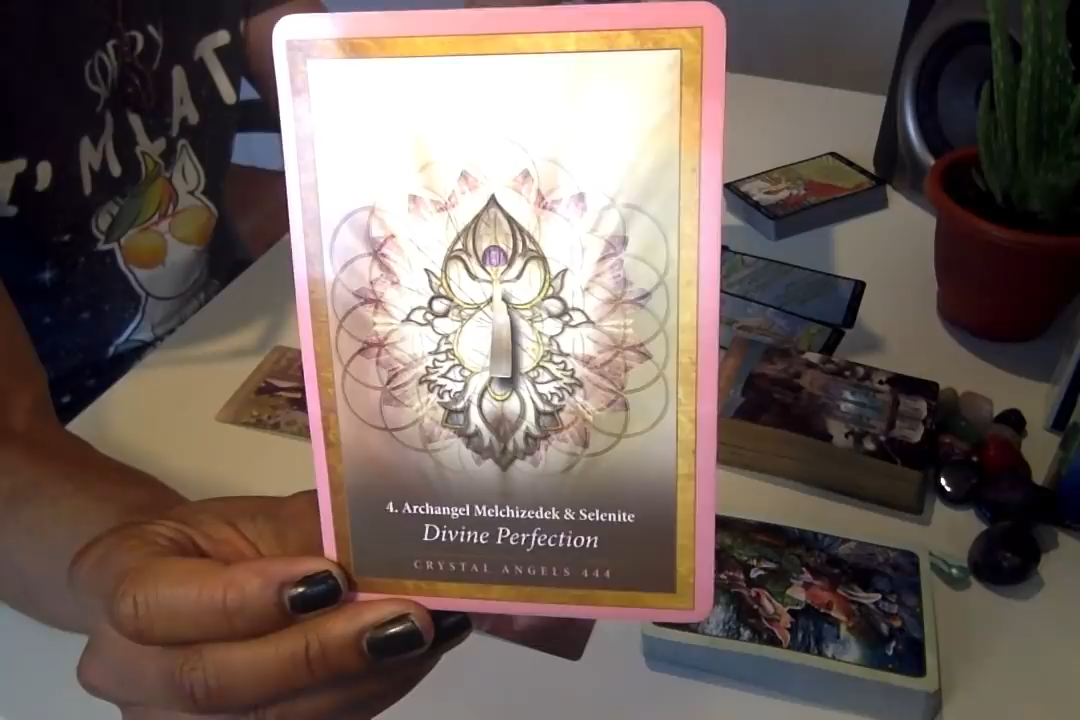 4. Archangel Melchizedek & Selenite
Divine Perfection
CRYSTAL ANGELS 444